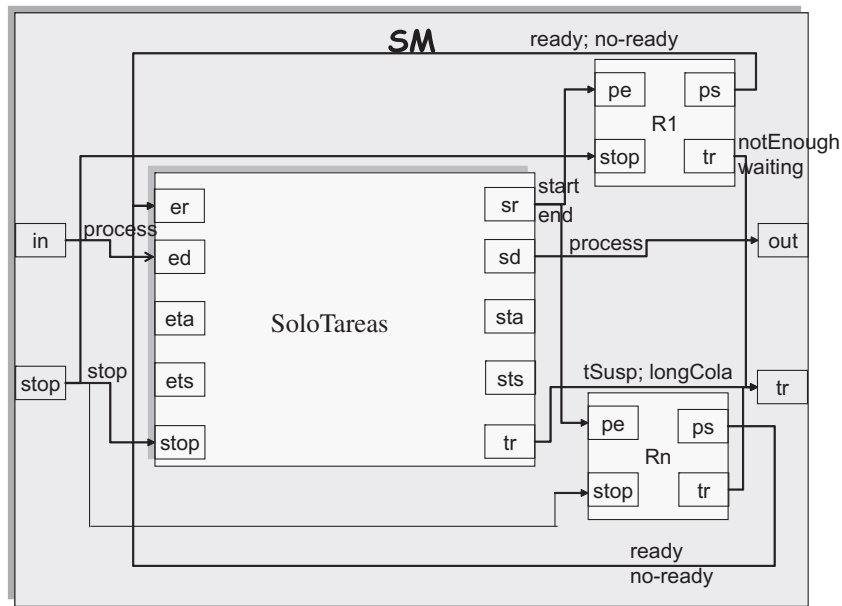 SM
ready; no-ready
pe
ps
R1
stop
tr
notEnough
waiting
er
sr
start
end
in
process
ed
sd
process
out
eta
SoloTareas
sta
stop
stop
ets
sts
tSusp; longCola
tr
stop
tr
pe
ps
Rn
stop
tr
ready
no-ready